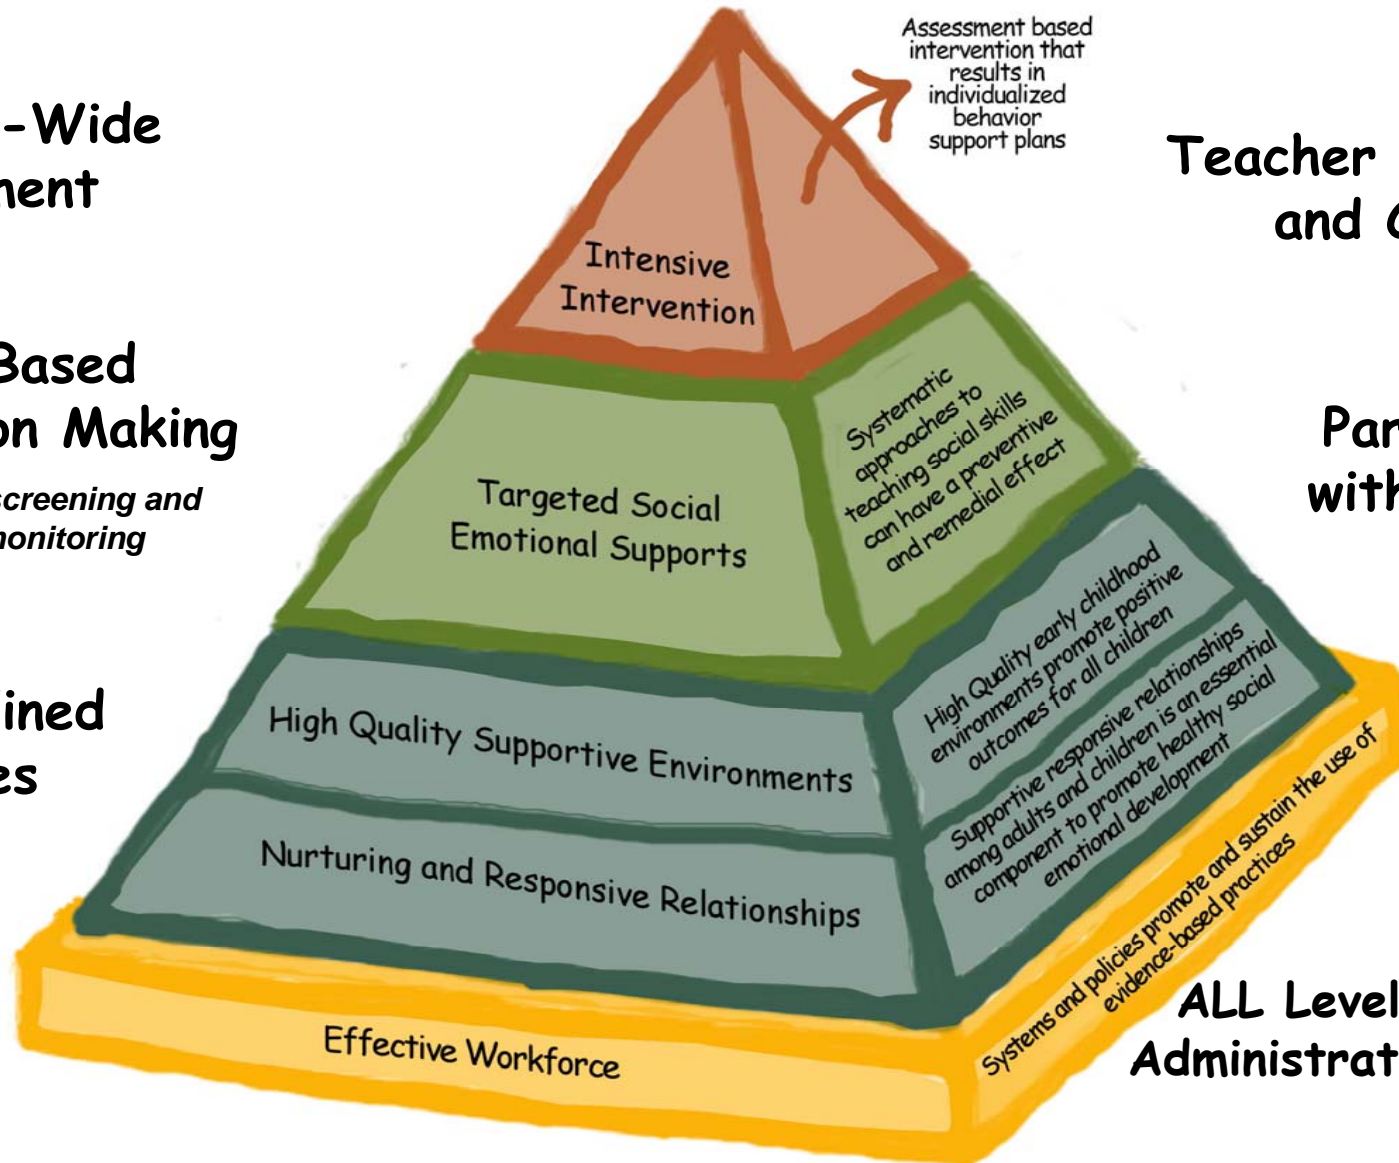 -Wide
ment
Based
on Making
screening and
monitoring
ined
es
Assessment based
intervention that
results in
individualized
behavior
support plans
Intensive
Intervention
Targeted Social
Emotional Supports
Systematic
approaches to
teaching social skills
can have a preventive
and remedial effect
High Quality Supportive Environments
High Quality early childhood
environments promote positive
outcomes for all children
Nurturing and Responsive Relationships
Supportive responsive relationships
among adults and children is an essential
component to promote healthy social
emotional development
Effective Workforce
Systems and policies promote and sustain the use of
evidence-based practices
Teacher
and
Par
with
ALL Level
Administrat